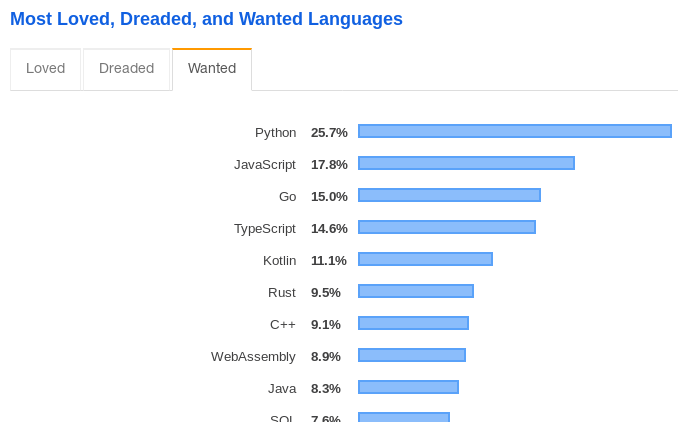 Most Loved, Dreaded, and Wanted Languages
Loved Dreaded Wanted
Python 25.7%
JavaScript 17.8%
Go 15.0%
TypeScript 14.6%
Kotlin 11.1%
Rust 9.5%
C++ 9.1%
WebAssembly 8.9%
Java 8.3%
SQL 7.6%